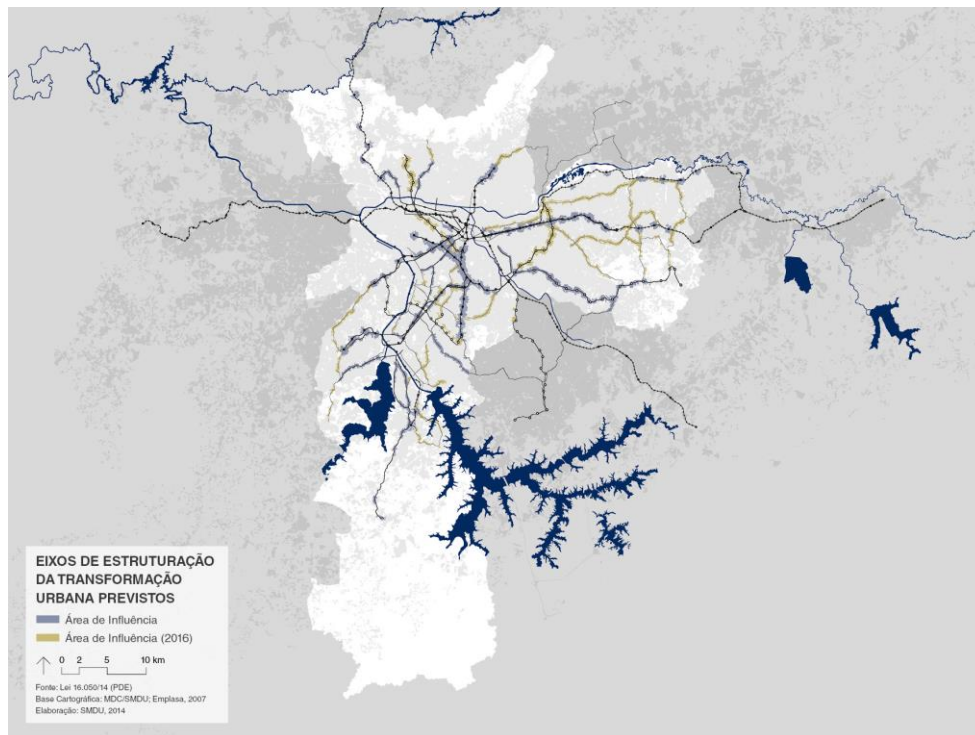 EIXOS DE ESTRUTURAÇÃO
DA TRANSFORMAÇÃO
URBANA PREVISTOS
Área de Influência
Área de Influência (2016)
0 2 5 10 km
Fonte: Lei 16.050/14 (PDE)
Base Cartográfica: MDC/SMDU; Emplasa, 2007
Elaboração: SMDU, 2014